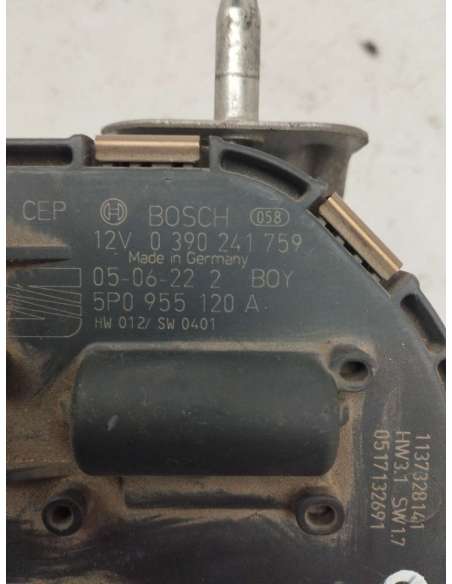 CEP BOSCH 058
12V 0 390 241 759
Made in Germany
05-06-22 2 BOY
5P0 955 120 A
HW 012/ SW 0401
1137328141
HW3.1 SW1.7
0517132691